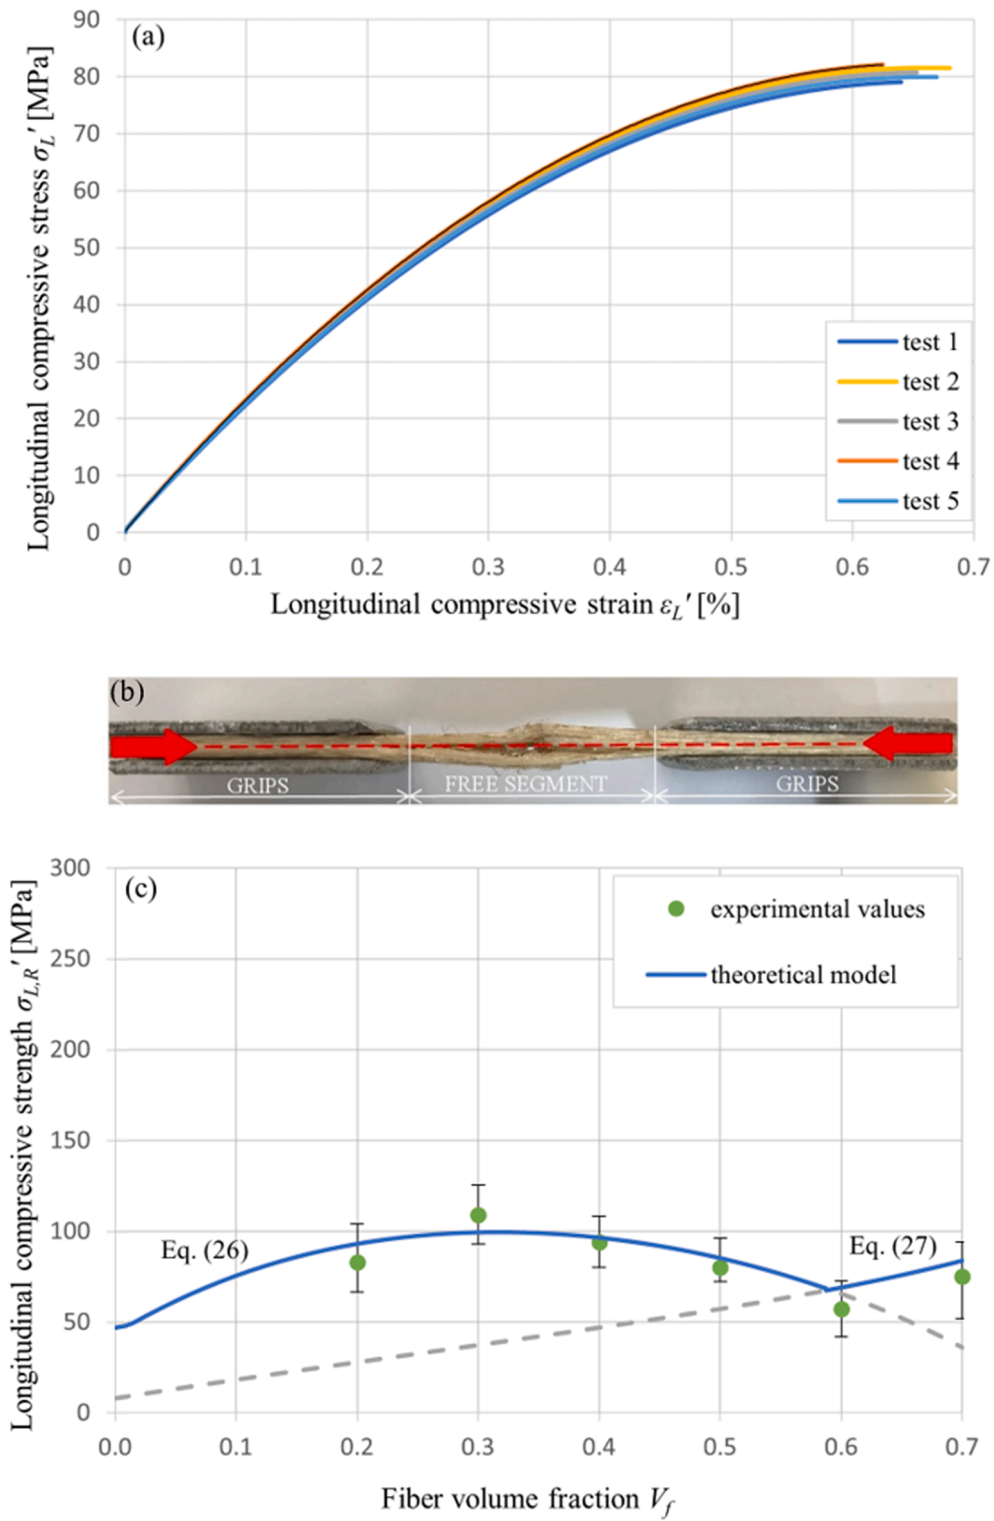 (a)
Longitudinal compressive stress σL′ [MPa]
90
80
70
60
50
40
30
20
10
0
test 1
test 2
test 3
test 4
test 5
0 0.1 0.2 0.3 0.4 0.5 0.6 0.7
Longitudinal compressive strain εL′ [%]
(b)
GRIPS FREE SEGMENT GRIPS
(c)
Longitudinal compressive strength σL,R′ [MPa]
300
250
200
150
100
50
0
experimental values
theoretical model
Eq. (26) Eq. (27)
0.0 0.1 0.2 0.3 0.4 0.5 0.6 0.7
Fiber volume fraction Vf